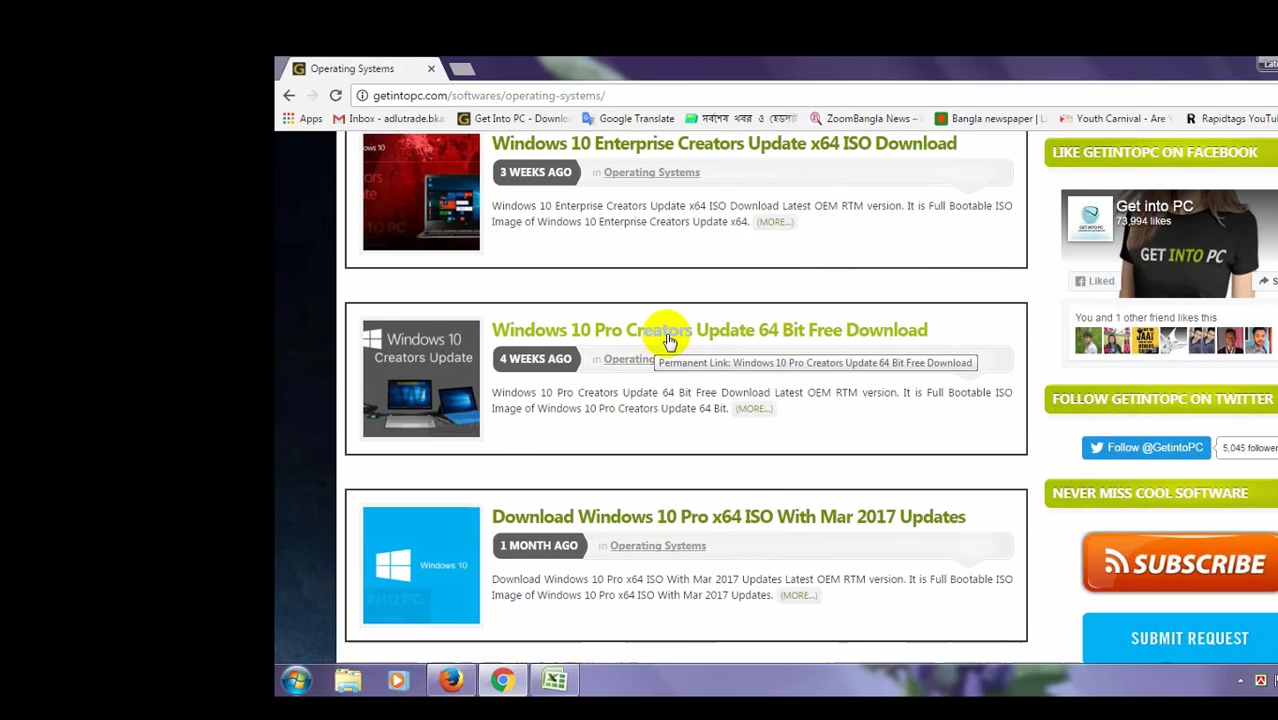 Late
Operating Systems
getintopc.com/softwares/operating-systems/
Apps
Inbox - adlutrade.bka
Get Into PC - Downlo
Google Translate
সর্বশেষ খবর ও হেডলাই
ZoomBangla News –
Bangla newspaper | L
Youth Carnival - Are Y
Rapidtags YouTu
Windows 10 Enterprise Creators Update x64 ISO Download
3 WEEKS AGO
in Operating Systems
Windows 10 Enterprise Creators Update x64 ISO Download Latest OEM RTM version. It is Full Bootable ISO
Image of Windows 10 Enterprise Creators Update x64. (MORE...)
Windows 10
Creators Update
Windows 10 Pro Creators Update 64 Bit Free Download
4 WEEKS AGO
in Operating
Permanent Link: Windows 10 Pro Creators Update 64 Bit Free Download
Windows 10 Pro Creators Update 64 Bit Free Download Latest OEM RTM version. It is Full Bootable ISO
Image of Windows 10 Pro Creators Update 64 Bit. (MORE...)
Windows 10
INTO PC
Download Windows 10 Pro x64 ISO With Mar 2017 Updates
1 MONTH AGO
in Operating Systems
Download Windows 10 Pro x64 ISO With Mar 2017 Updates Latest OEM RTM version. It is Full Bootable ISO
Image of Windows 10 Pro x64 ISO With Mar 2017 Updates. (MORE...)
LIKE GETINTOPC ON FACEBOOK
Get into PC
73,994 likes
GET INTO PC
Liked
S
You and 1 other friend likes this
FOLLOW GETINTOPC ON TWITTER
Follow @GetintoPC
5,045 follower
NEVER MISS COOL SOFTWARE
SUBSCRIBE
SUBMIT REQUEST